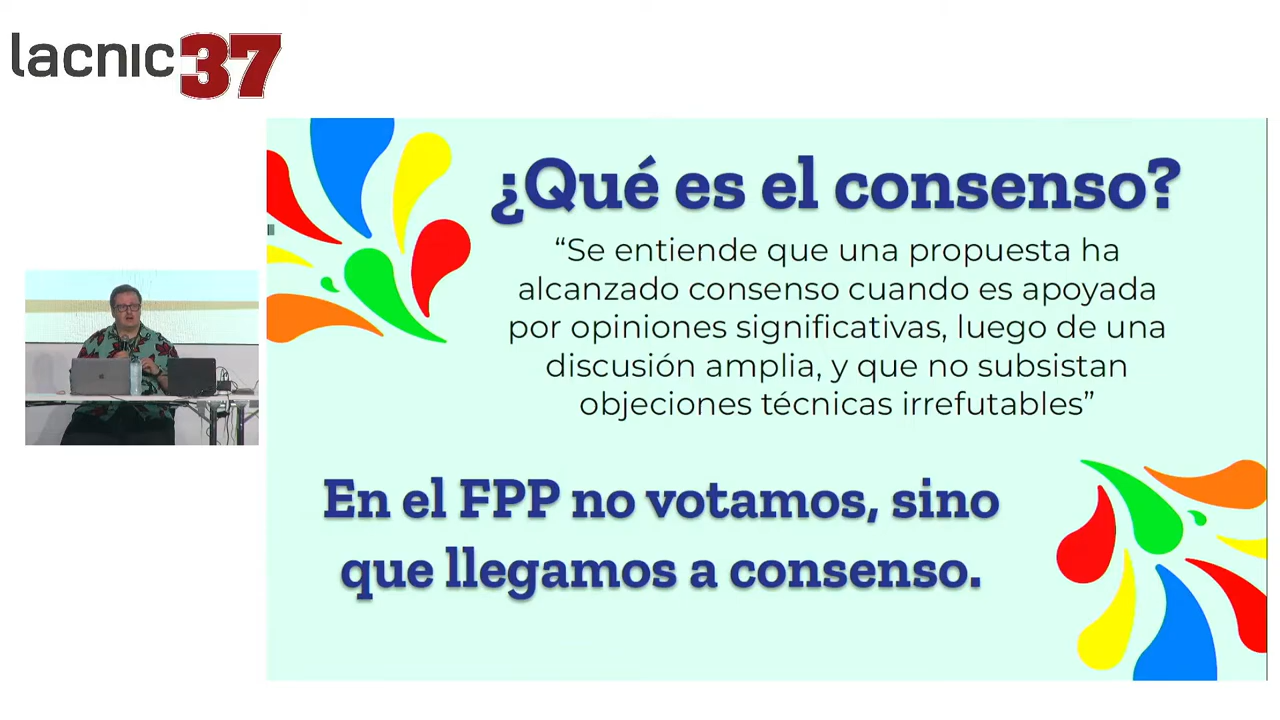 lacnic 37
¿Qué es el consenso?
“Se entiende que una propuesta ha
alcanzado consenso cuando es apoyada
por opiniones significativas, luego de una
discusión amplia, y que no subsistan
objeciones técnicas irrefutables”
En el FPP no votamos, sino
que llegamos a consenso.